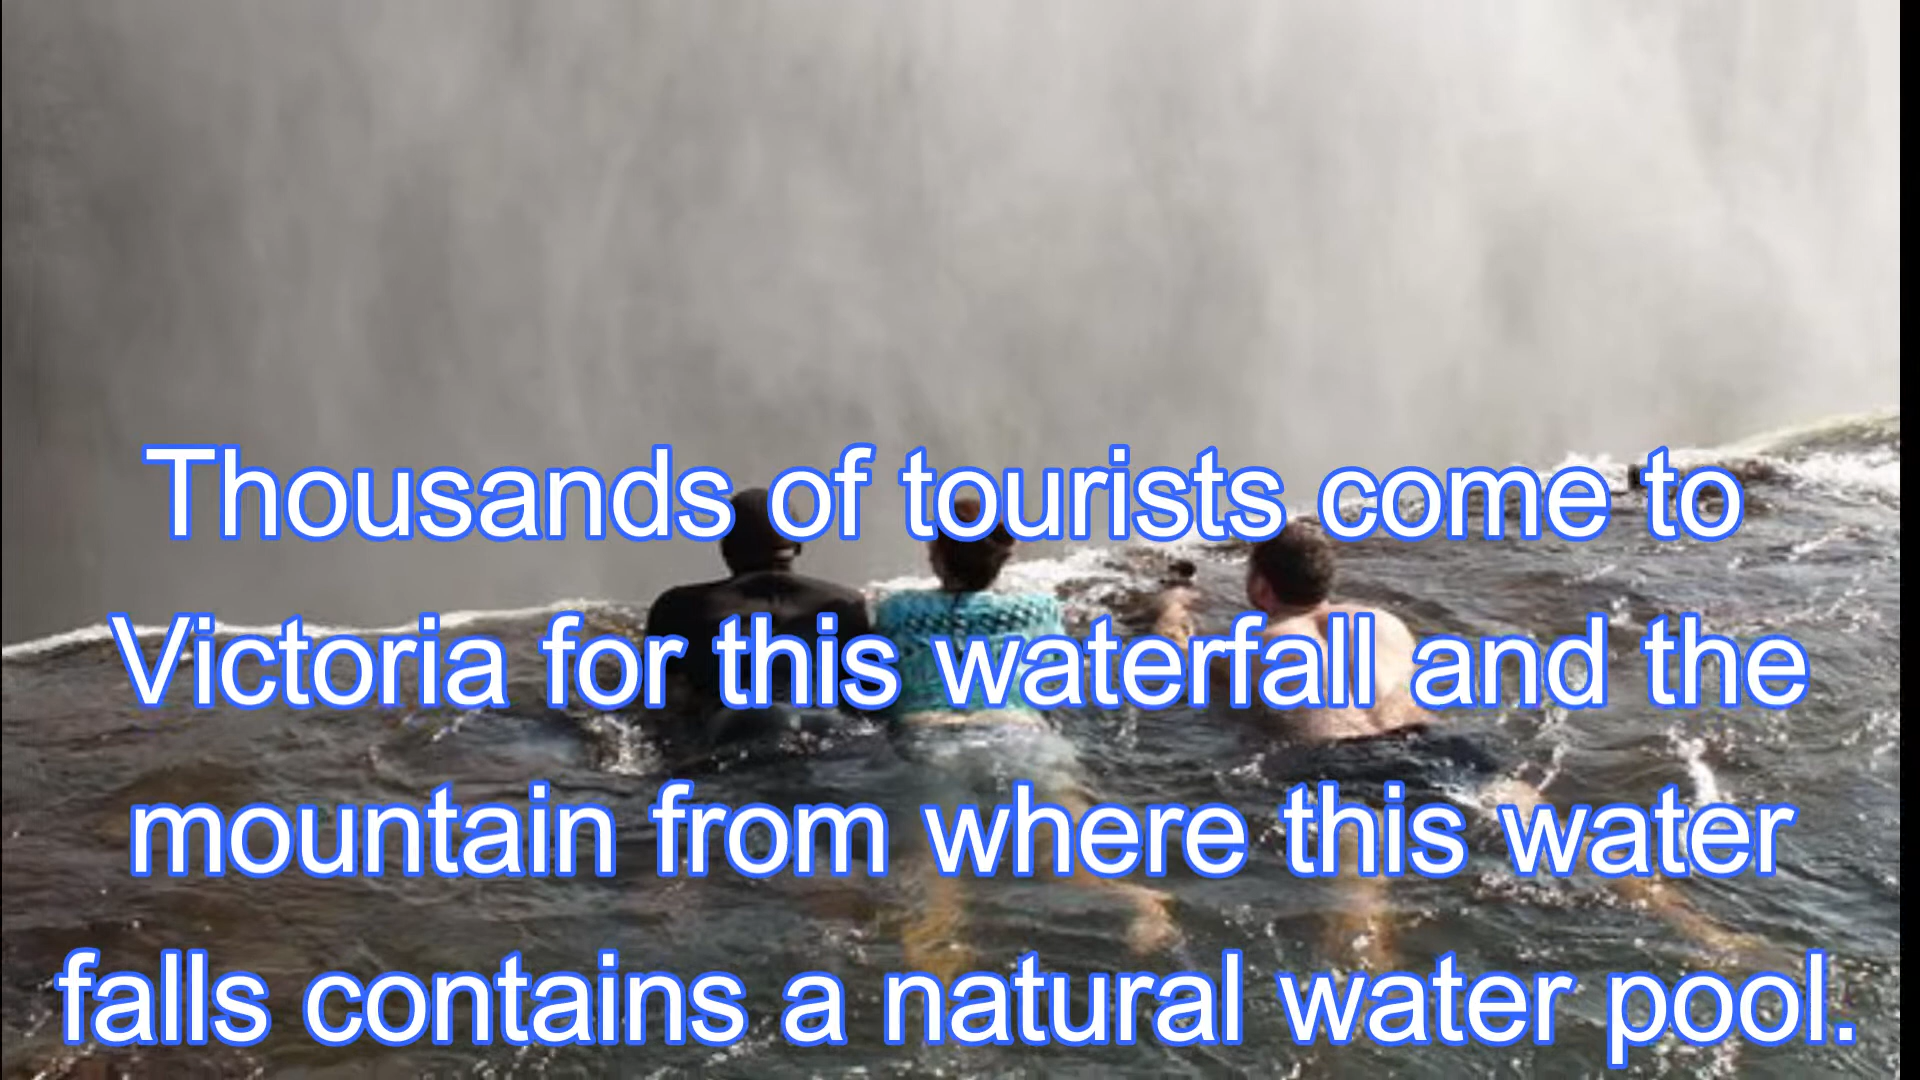 Thousands of tourists come to
Victoria for this waterfall and the
mountain from where this water
falls contains a natural water pool.